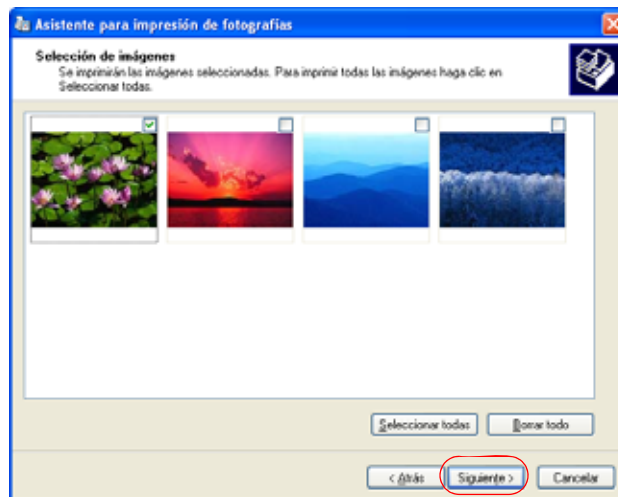 Asistente para impresión de fotografías
Selección de imágenes
Se imprimirán las imágenes seleccionadas. Para imprimir todas las imágenes haga clic en
Seleccionar todas.
Seleccionar todas
Borrar todo
< Atrás
Siguiente >
Cancelar